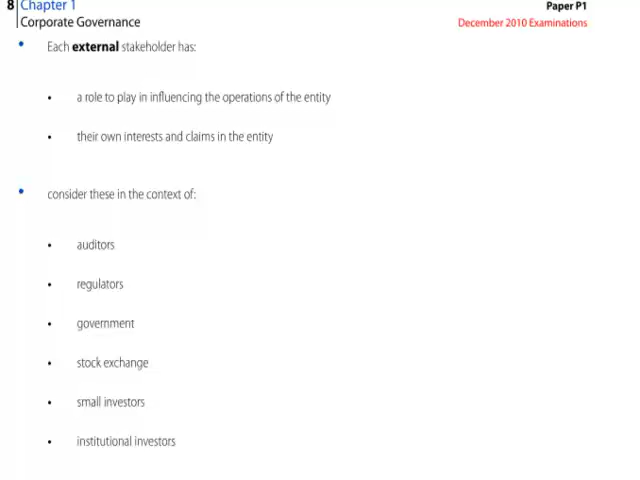 8 Chapter 1 Paper P1
Corporate Governance December 2010 Examinations
• Each external stakeholder has:
• a role to play in influencing the operations of the entity
• their own interests and claims in the entity
• consider these in the context of:
• auditors
• regulators
• government
• stock exchange
• small investors
• institutional investors